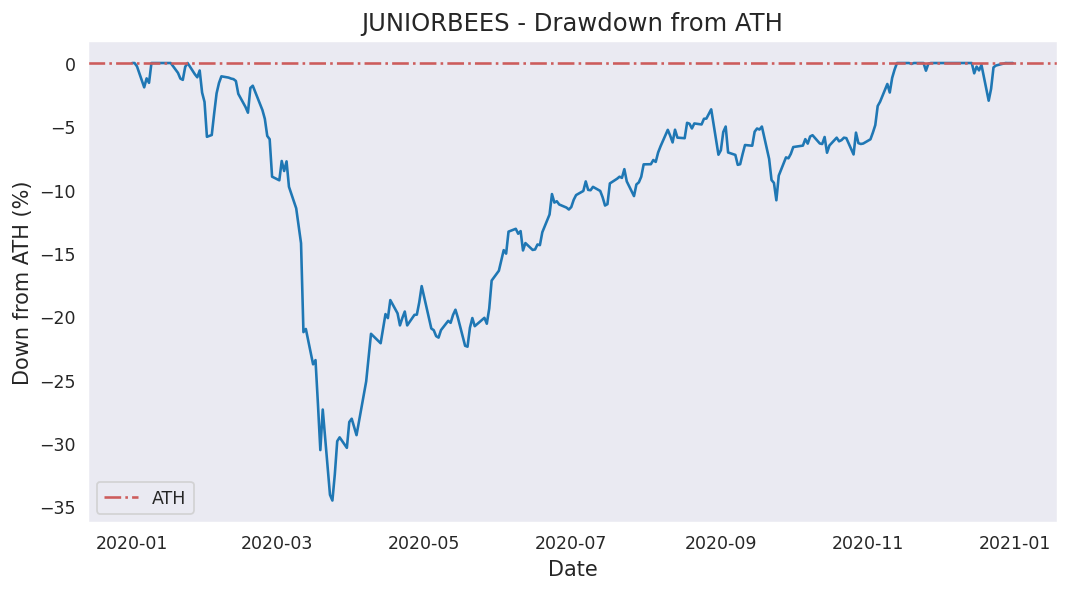 JUNIORBEES - Drawdown from ATH
Down from ATH (%)
0
−5
−10
−15
−20
−25
−30
−35
ATH
2020-01 2020-03 2020-05 2020-07 2020-09 2020-11 2021-01
Date